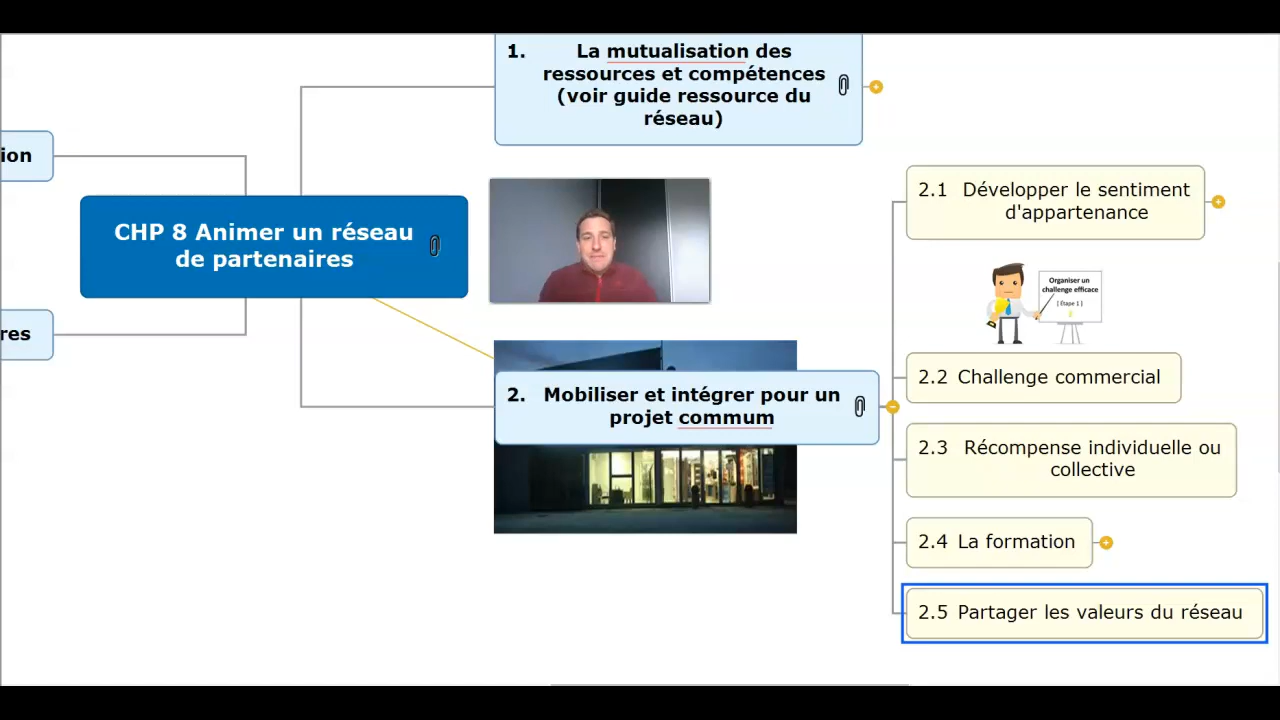 1. La mutualisation des
ressources et compétences
(voir guide ressource du
réseau)
ion
CHP 8 Animer un réseau
de partenaires
res
2. Mobiliser et intégrer pour un
projet commum
2.1 Développer le sentiment
d'appartenance
Organiser un
challenge efficace
[ Étape 1 ]
2.2 Challenge commercial
2.3 Récompense individuelle ou
collective
2.4 La formation
2.5 Partager les valeurs du réseau